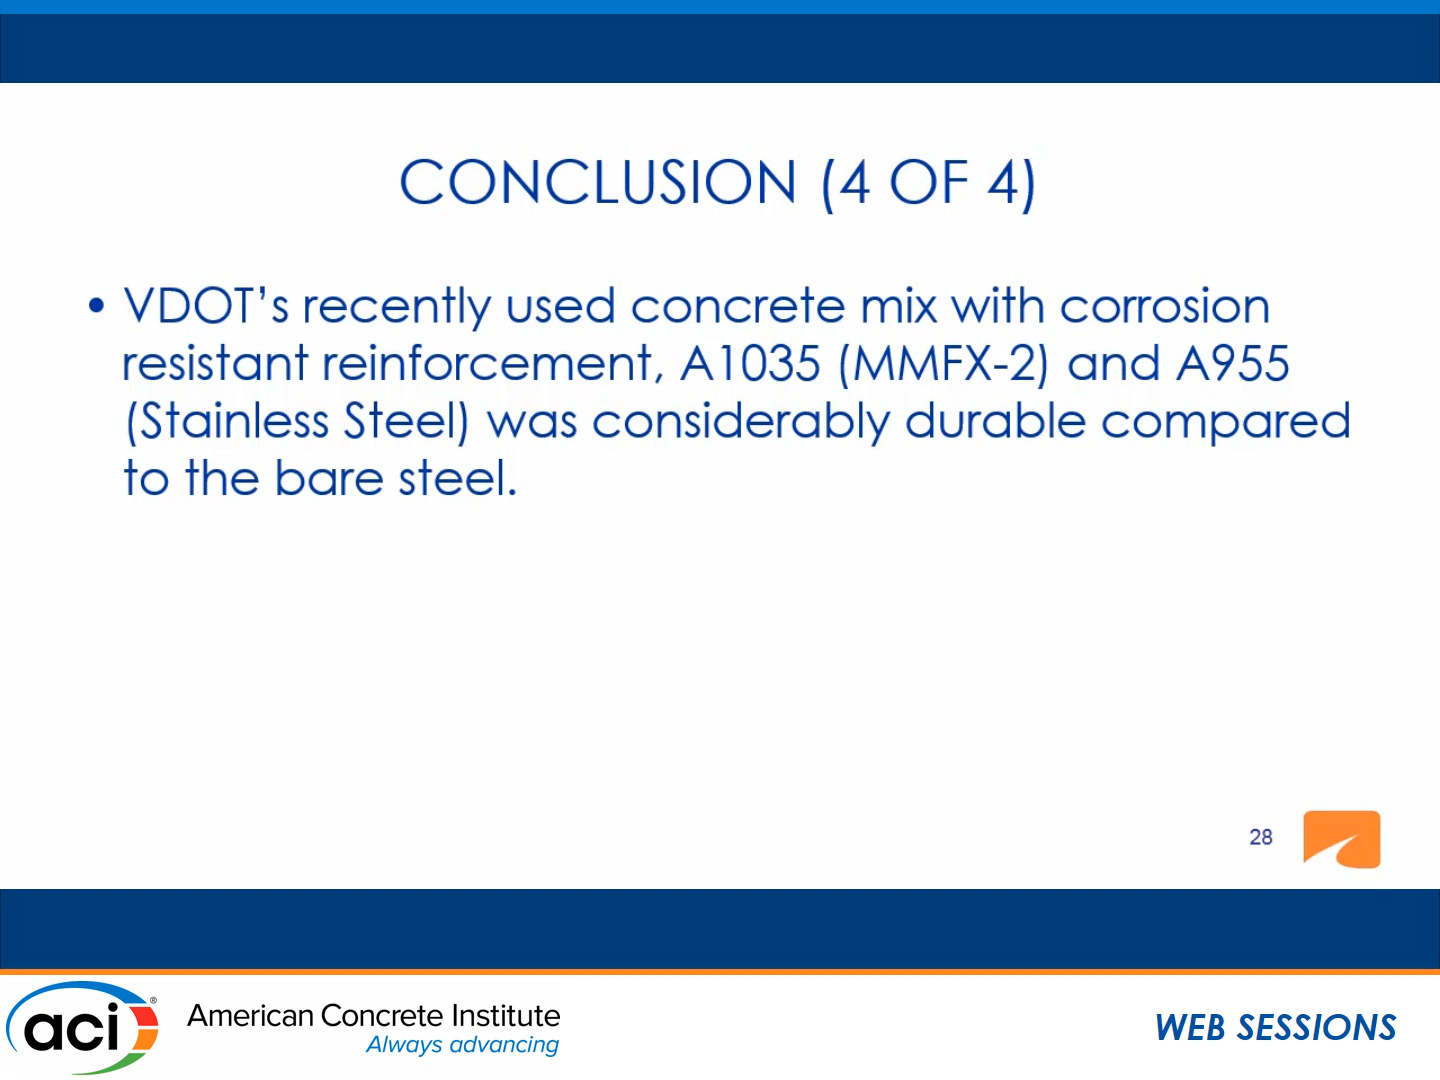 CONCLUSION (4 OF 4)
• VDOT’s recently used concrete mix with corrosion
resistant reinforcement, A1035 (MMFX-2) and A955
(Stainless Steel) was considerably durable compared
to the bare steel.
28
aci®
American Concrete Institute
Always advancing
WEB SESSIONS